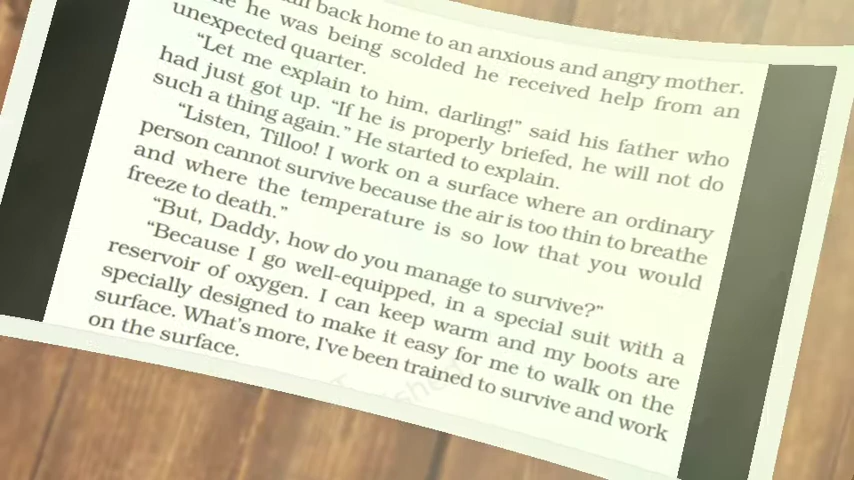 back home to an anxious and angry mother.
he was being scolded he received help from an
unexpected quarter.
“Let me explain to him, darling!” said his father who
had just got up. “If he is properly briefed, he will not do
such a thing again.” He started to explain.
“Listen, Tilloo! I work on a surface where an ordinary
person cannot survive because the air is too thin to breathe
and where the temperature is so low that you would
freeze to death.”
“But, Daddy, how do you manage to survive?”
“Because I go well-equipped, in a special suit with a
reservoir of oxygen. I can keep warm and my boots are
specially designed to make it easy for me to walk on the
surface. What’s more, I’ve been trained to survive and work
on the surface.